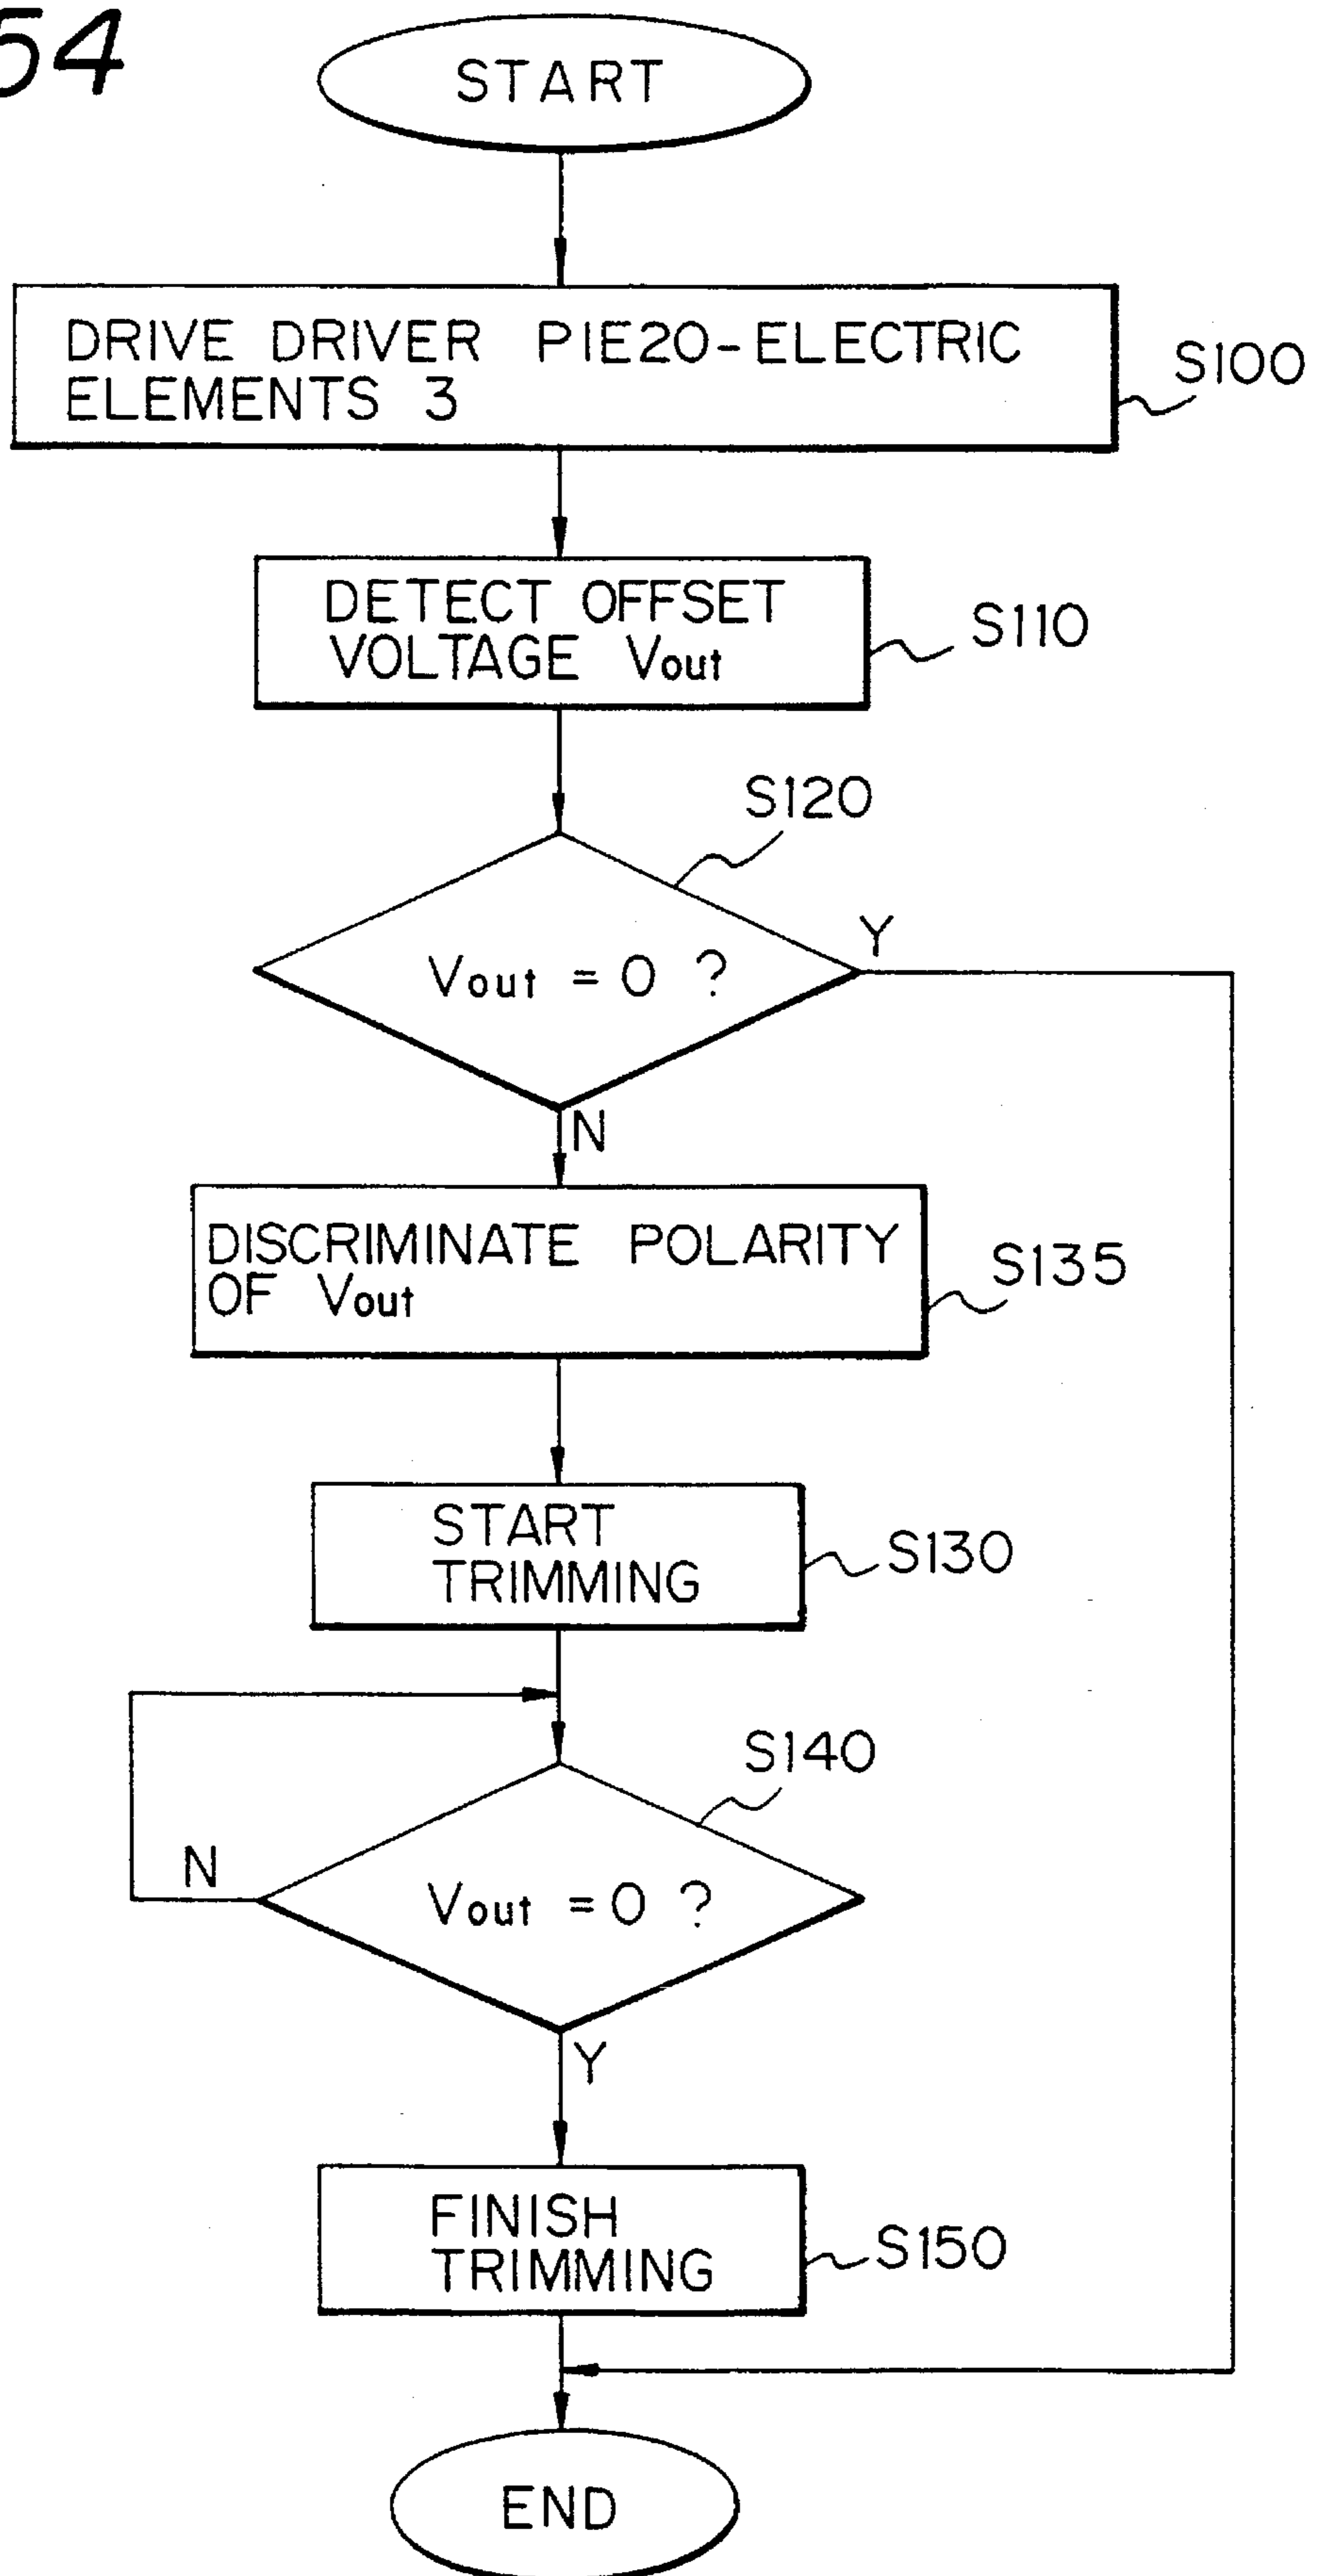 54
START
DRIVE DRIVER PIE20-ELECTRIC
ELEMENTS 3
S100
DETECT OFFSET
VOLTAGE Vout
S110
S120
Vout = 0 ?
Y
N
DISCRIMINATE POLARITY
OF Vout
S135
START
TRIMMING
S130
S140
N
Vout = 0 ?
Y
FINISH
TRIMMING
S150
END